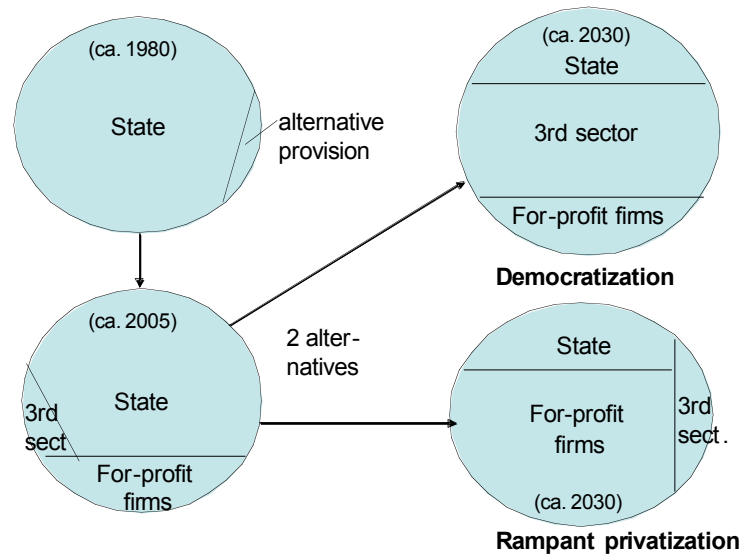 (ca. 1980)
State
alternative
provision
(ca. 2005)
State
3rd
sect
For-profit
firms
2 alter-
natives
(ca. 2030)
State
3rd sector
For-profit firms
Democratization
State
For-profit
firms
3rd
sect.
(ca. 2030)
Rampant privatization